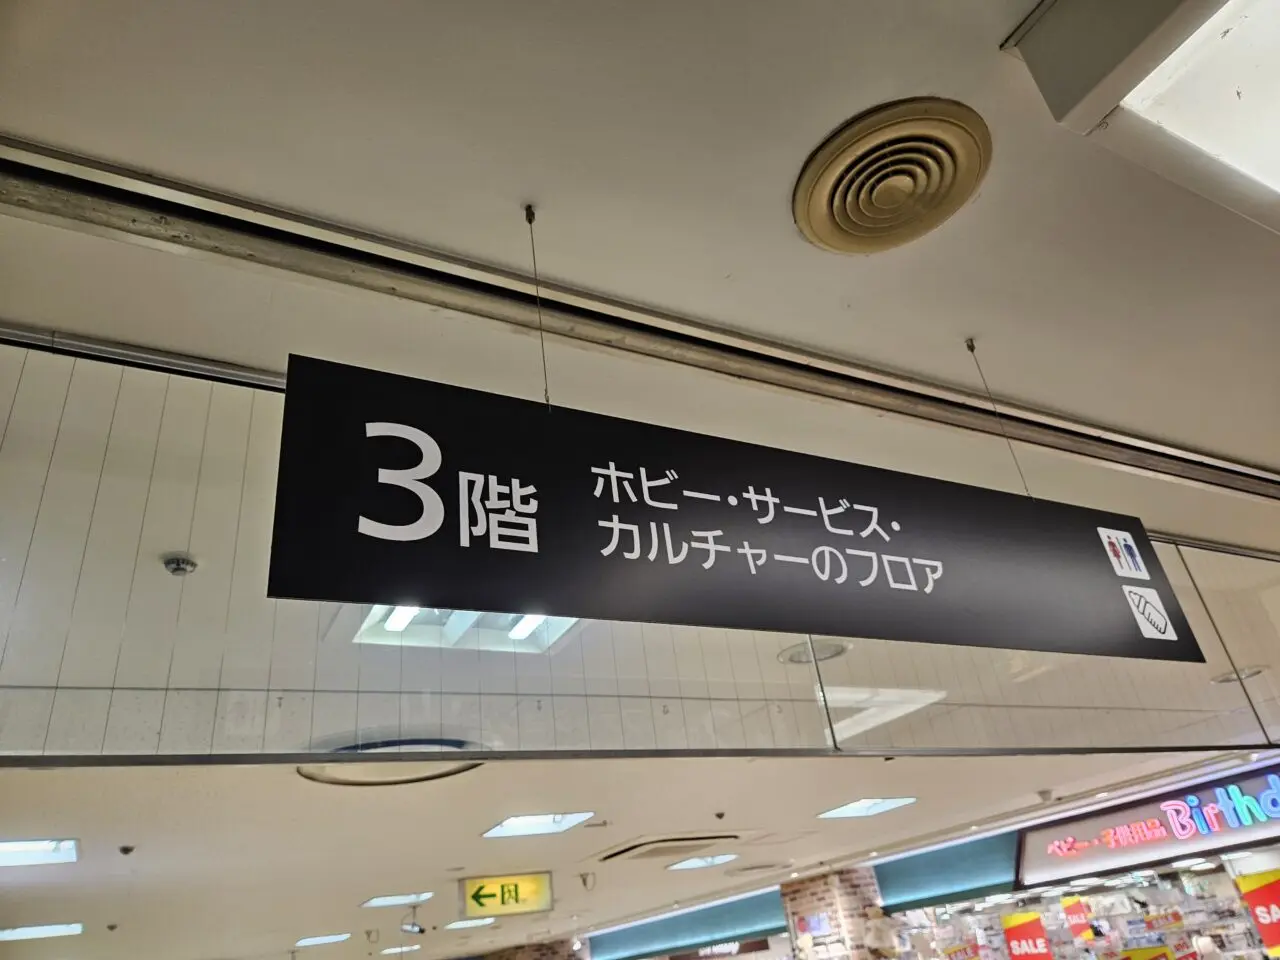 3階
ホビー・サービス・
カルチャーのフロア
ベビー・子供用品
SALE
SALE